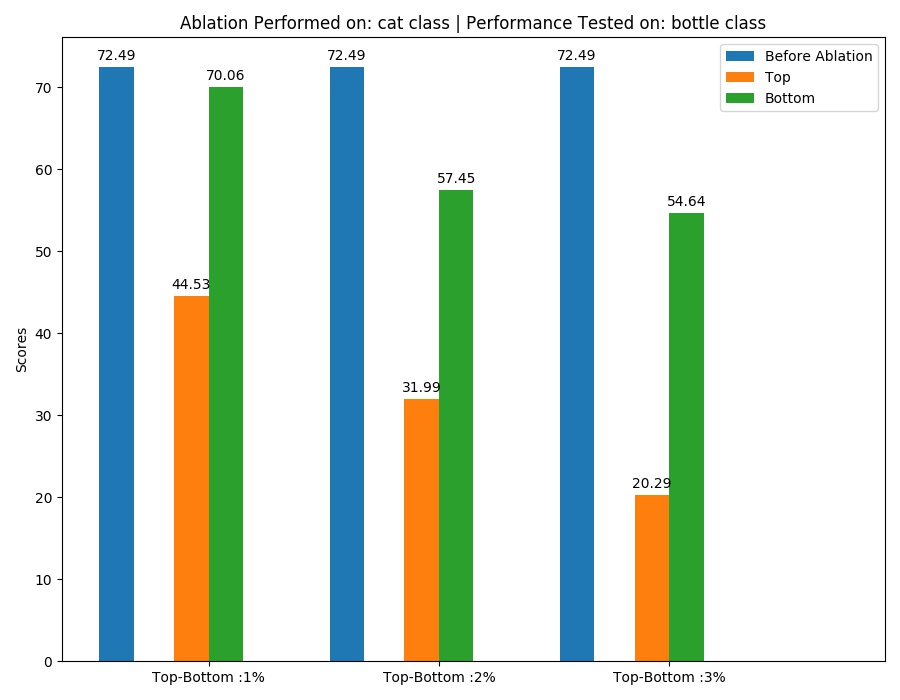 Ablation Performed on: cat class | Performance Tested on: bottle class
Before Ablation
Top
Bottom
72.49
44.53
70.06
72.49
31.99
57.45
72.49
20.29
54.64
Scores
70
60
50
40
30
20
10
0
Top-Bottom :1%
Top-Bottom :2%
Top-Bottom :3%